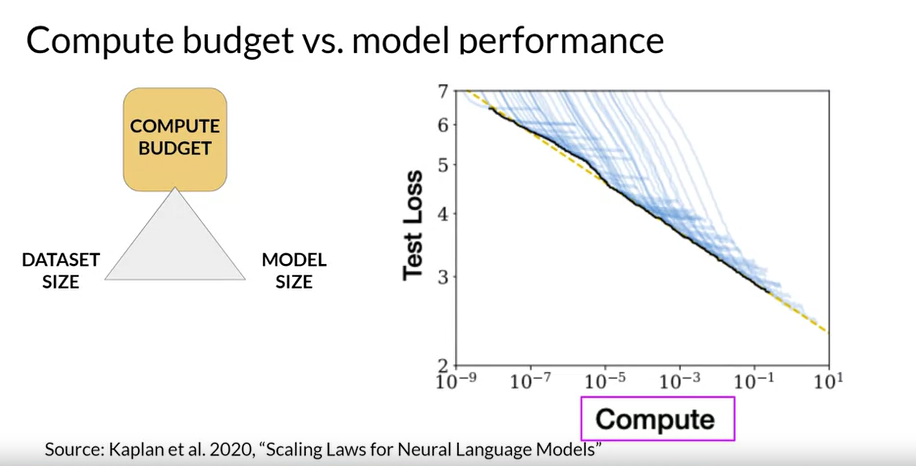 Compute budget vs. model performance
COMPUTE
BUDGET
DATASET
SIZE
MODEL
SIZE
Test Loss
7
6
5
4
3
2
10⁻⁹ 10⁻⁷ 10⁻⁵ 10⁻³ 10⁻¹ 10¹
Compute
Source: Kaplan et al. 2020, “Scaling Laws for Neural Language Models”